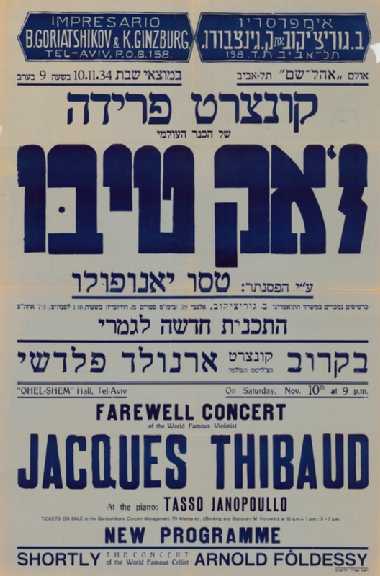 IMPRESARIO
B.GORIATSHIKOV & K.GINZBURG.
TEL-AVIV, P.O.B. 158
אימפרסריו
ב.גוריצ'יקוב את ק.גינצבורג.
תל-אביב ת.ד. 158
אולם „אהל-שם" תל-אביב
במוצאי שבת 10.11.34 בשעה 9 בערב
קונצרט פרידה
של הכנר העולמי
ז'אק טיבו
ע"י הפסנתר: טסו יאנופולו
התכנית חדשה לגמרי
בקרוב קונצרט ארנולד פלדשי
"OHEL-SHEM" Hall, Tel-Aviv
On Saturday, Nov. 10th at 9 p.m.
FAREWELL CONCERT
of the World Famous Violinist
JACQUES THIBAUD
At the piano: TASSO JANOPOULLO
NEW PROGRAMME
SHORTLY THE CONCERT of the World Famous Cellist ARNOLD FÖLDESSY